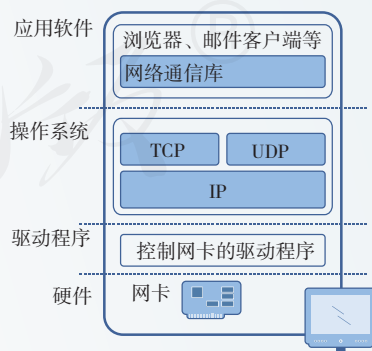 应用软件
浏览器、邮件客户端等
网络通信库
操作系统
TCP UDP
IP
驱动程序
控制网卡的驱动程序
硬件 网卡